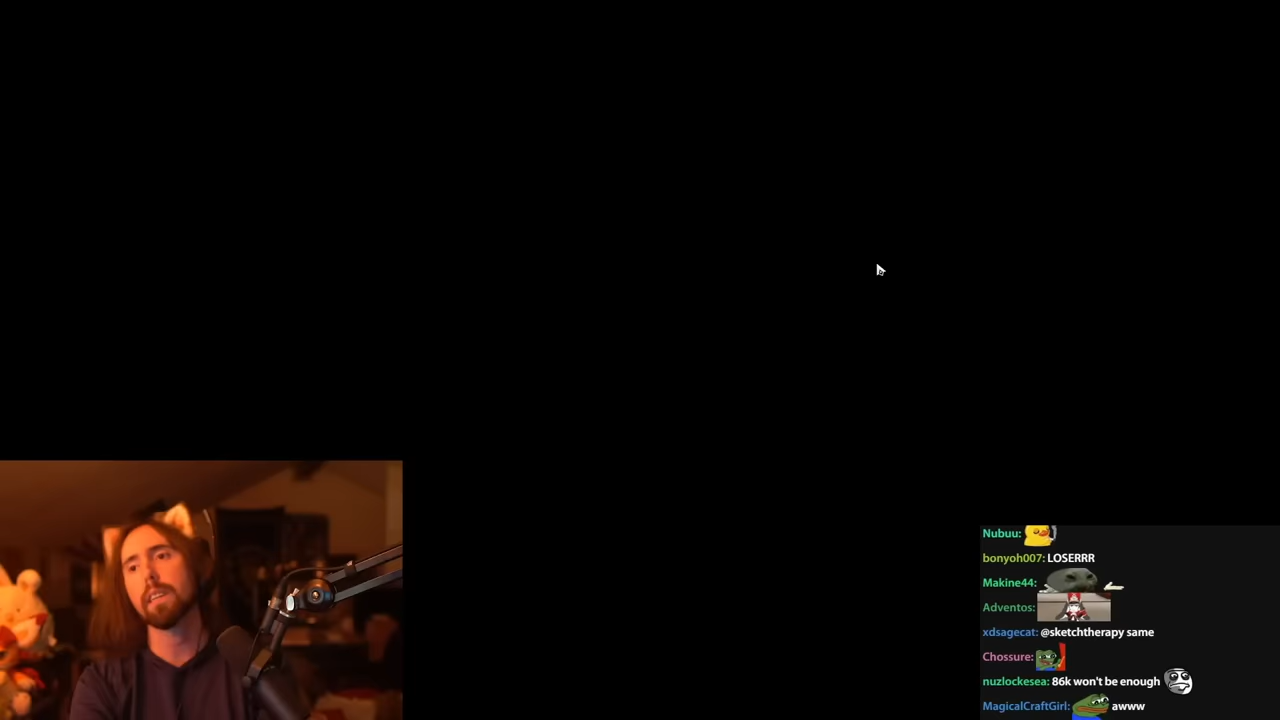 Nubuu:
bonyoh007: LOSERRR
Makine44:
Adventos:
xdsagecat: @sketchtherapy same
Chossure:
nuzlockesea: 86k won't be enough
MagicalCraftGirl: awww